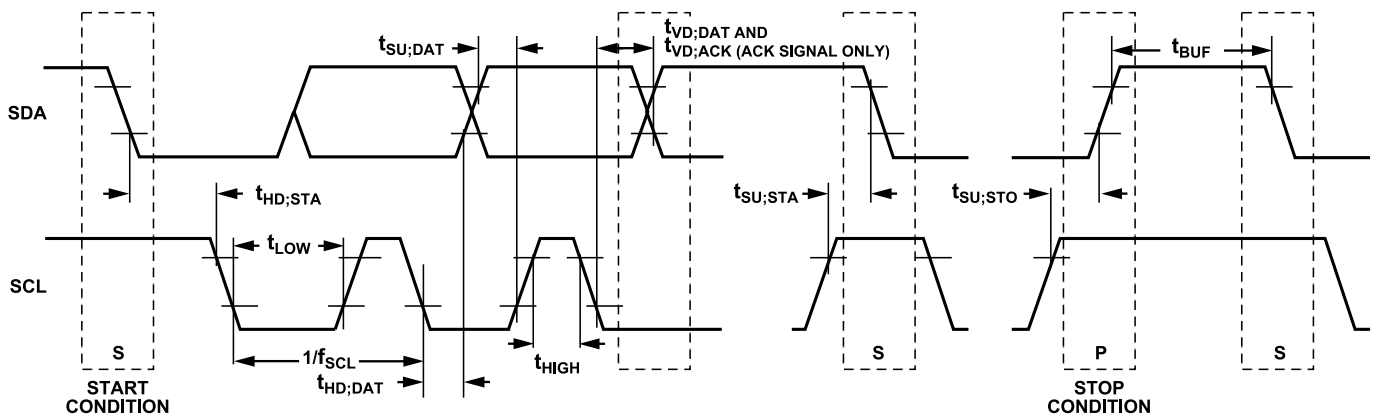 tSU;DAT
tVD;DAT AND
tVD;ACK (ACK SIGNAL ONLY)
tBUF
SDA
tHD;STA
tSU;STA
tSU;STO
tLOW
SCL
S
1/fSCL
tHIGH
S
P
S
tHD;DAT
START
CONDITION
STOP
CONDITION